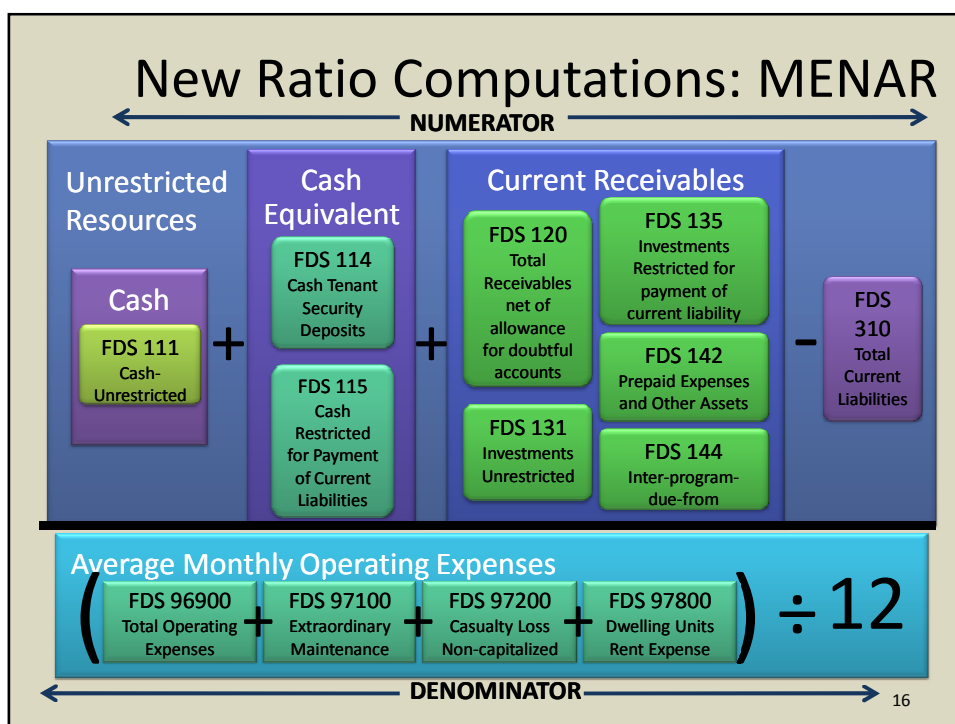 New Ratio Computations: MENAR
NUMERATOR
Unrestricted
Resources
Cash
FDS 111
Cash-
Unrestricted
+
Cash
Equivalent
FDS 114
Cash Tenant
Security
Deposits
FDS 115
Cash
Restricted
for Payment
of Current
Liabilities
+
Current Receivables
FDS 120
Total
Receivables
net of
allowance
for doubtful
accounts
FDS 131
Investments
Unrestricted
FDS 135
Investments
Restricted for
payment of
current liability
FDS 142
Prepaid Expenses
and Other Assets
FDS 144
Inter-program-
due-from
-
FDS
310
Total
Current
Liabilities
Average Monthly Operating Expenses
(
FDS 96900
Total Operating
Expenses
+
FDS 97100
Extraordinary
Maintenance
+
FDS 97200
Casualty Loss
Non-capitalized
+
FDS 97800
Dwelling Units
Rent Expense
) ÷ 12
DENOMINATOR
16